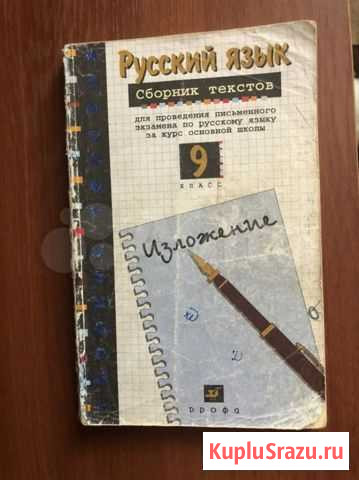 Русский язык
Сборник текстов
для проведения письменного
экзамена по русскому языку
за курс основной школы
9
класс
Изложение
дрофа
KupluSrazu.ru